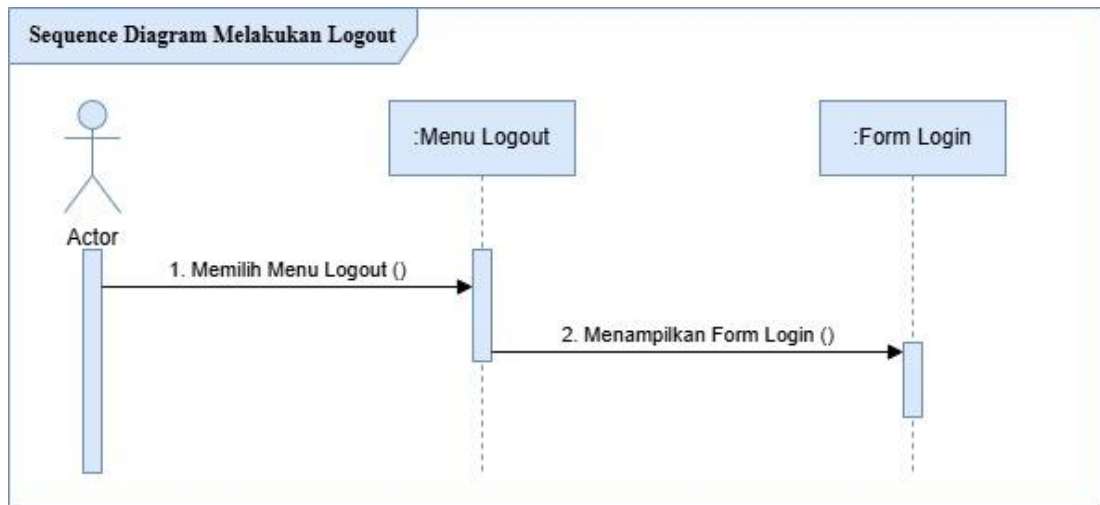 Sequence Diagram Melakukan Logout
:Menu Logout
:Form Login
Actor
1. Memilih Menu Logout ()
2. Menampilkan Form Login ()